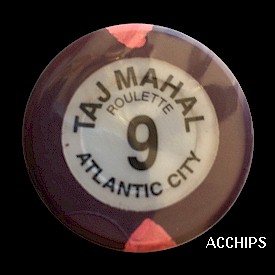 TAJ MAHAL
ROULETTE
9
ATLANTIC CITY
ACCHIPS